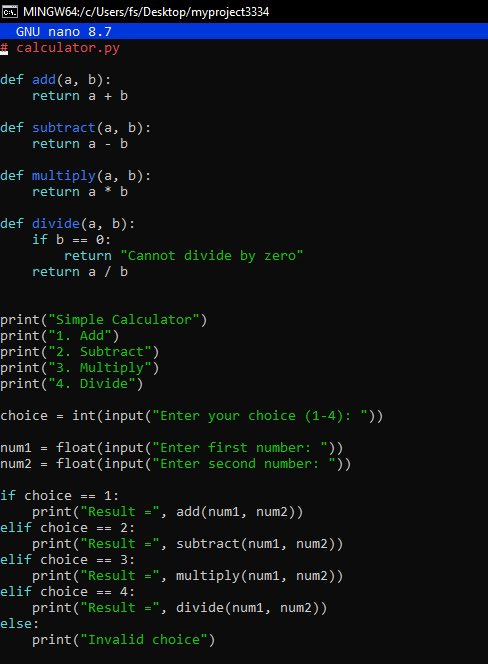 MINGW64:/c/Users/fs/Desktop/myproject3334
GNU nano 8.7
# calculator.py

def add(a, b):
    return a + b

def subtract(a, b):
    return a - b

def multiply(a, b):
    return a * b

def divide(a, b):
    if b == 0:
        return "Cannot divide by zero"
    return a / b


print("Simple Calculator")
print("1. Add")
print("2. Subtract")
print("3. Multiply")
print("4. Divide")

choice = int(input("Enter your choice (1-4): "))

num1 = float(input("Enter first number: "))
num2 = float(input("Enter second number: "))

if choice == 1:
    print("Result =", add(num1, num2))
elif choice == 2:
    print("Result =", subtract(num1, num2))
elif choice == 3:
    print("Result =", multiply(num1, num2))
elif choice == 4:
    print("Result =", divide(num1, num2))
else:
    print("Invalid choice")